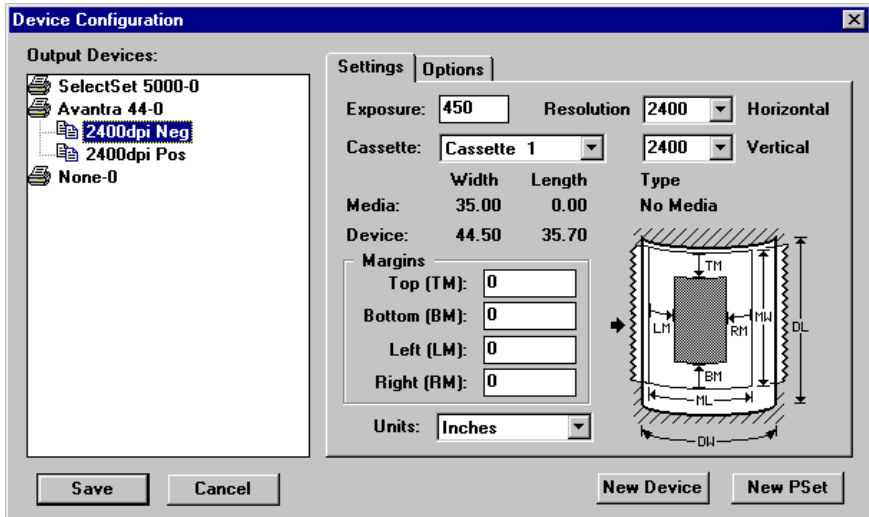 Device Configuration
Output Devices:
SelectSet 5000-0
Avantra 44-0
2400dpi Neg
2400dpi Pos
None-0
Settings
Options
Exposure: 450 Resolution 2400 Horizontal
Cassette: Cassette 1 2400 Vertical
Width Length Type
Media: 35.00 0.00 No Media
Device: 44.50 35.70
Margins
Top (TM): 0
Bottom (BM): 0
Left (LM): 0
Right (RM): 0
Units: Inches
TM
LM
RM
MW
DL
BM
ML
DW
Save
Cancel
New Device
New PSet